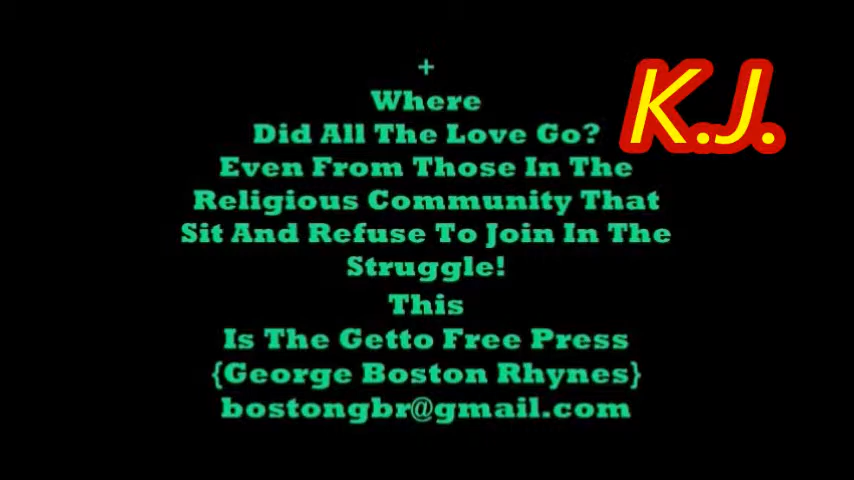 +
Where
Did All The Love Go?
Even From Those In The
Religious Community That
Sit And Refuse To Join In The
Struggle!
This
Is The Getto Free Press
{George Boston Rhynes}
bostongbr@gmail.com
K.J.